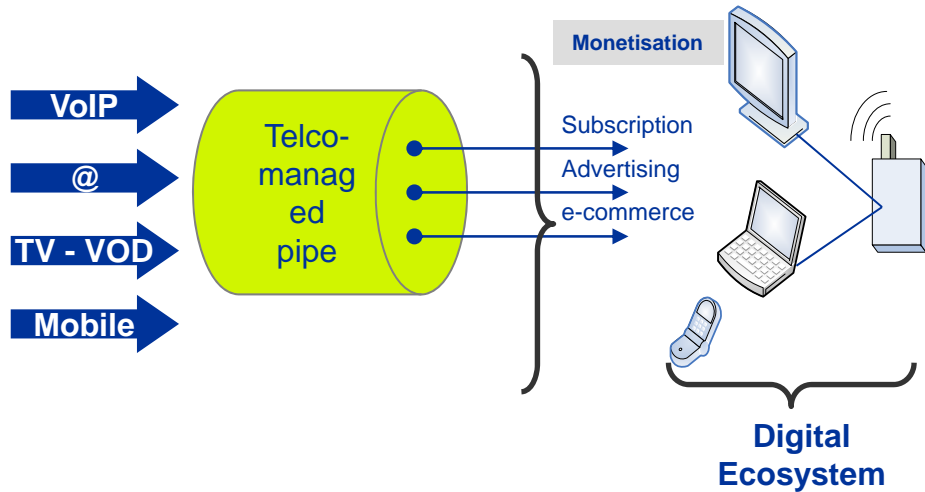 Monetisation
VoIP
@
TV - VOD
Mobile
Telco-
manag
ed
pipe
Subscription
Advertising
e-commerce
Digital
Ecosystem